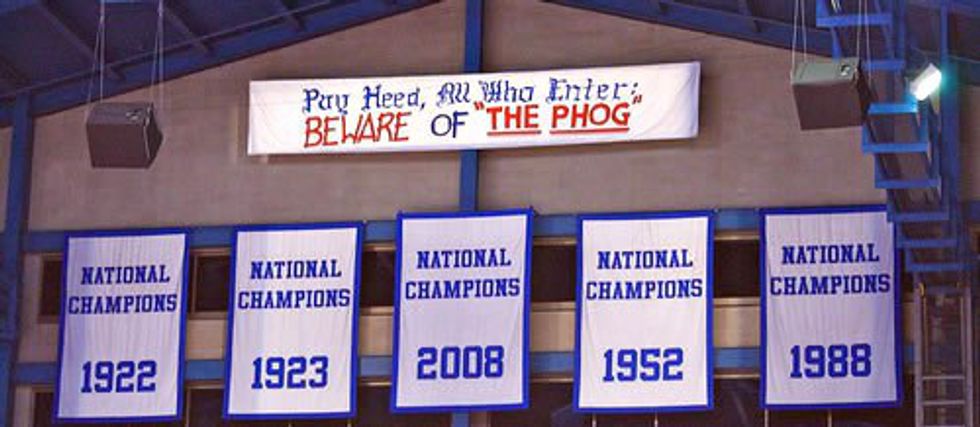 Pay Heed, All Who Enter:
BEWARE OF "THE PHOG"
NATIONAL
CHAMPIONS
1922
NATIONAL
CHAMPIONS
1923
NATIONAL
CHAMPIONS
2008
NATIONAL
CHAMPIONS
1952
NATIONAL
CHAMPIONS
1988